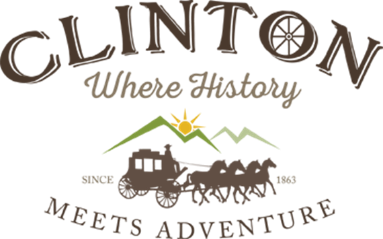 CLINTON
Where History
SINCE 1863
MEETS ADVENTURE